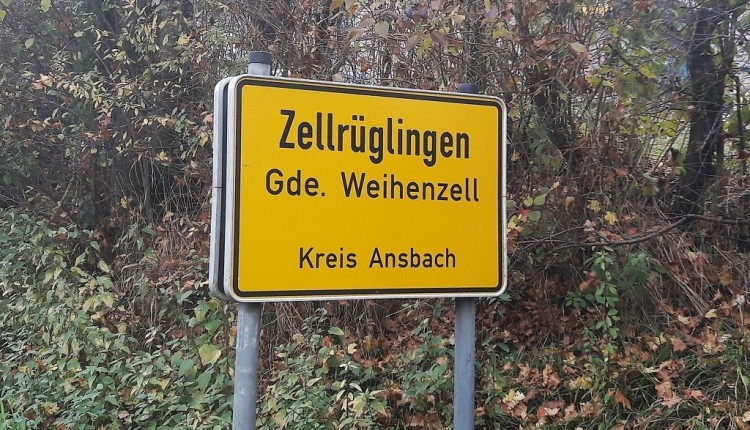 Zellrüglingen
Gde. Weihenzell
Kreis Ansbach